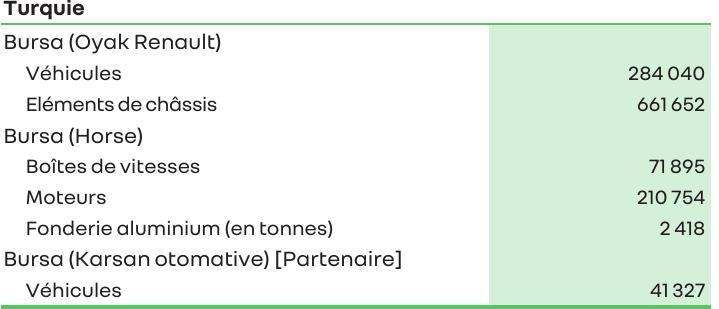 Turquie
Bursa (Oyak Renault)
Véhicules 284 040
Eléments de châssis 661 652
Bursa (Horse)
Boîtes de vitesses 71 895
Moteurs 210 754
Fonderie aluminium (en tonnes) 2 418
Bursa (Karsan otomative) [Partenaire]
Véhicules 41 327